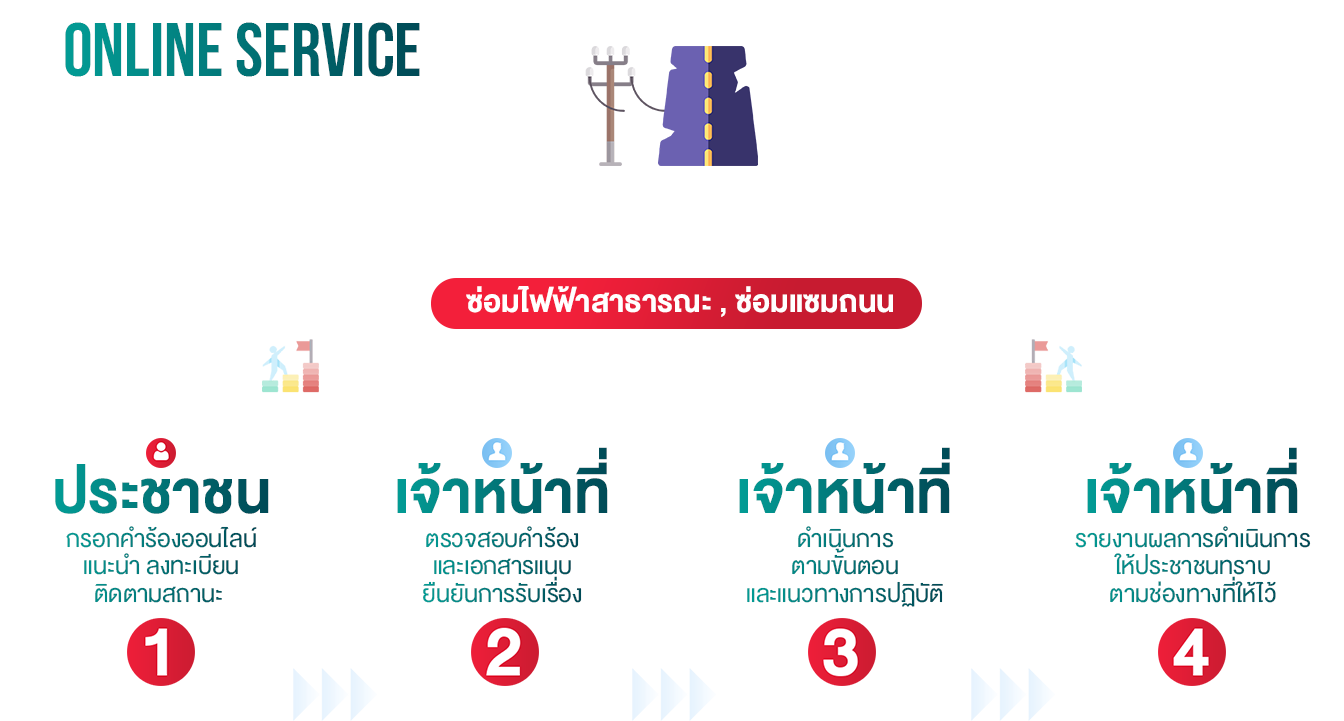 ONLINE SERVICE
ซ่อมไฟฟ้าสาธารณะ , ซ่อมแซมถนน
ประชาชน
กรอกคำร้องออนไลน์
แนะนำ ลงทะเบียน
ติดตามสถานะ
1
เจ้าหน้าที่
ตรวจสอบคำร้อง
และเอกสารแนบ
ยืนยันการรับเรื่อง
2
เจ้าหน้าที่
ดำเนินการ
ตามขั้นตอน
และแนวทางการปฏิบัติ
3
เจ้าหน้าที่
รายงานผลการดำเนินการ
ให้ประชาชนทราบ
ตามช่องทางที่ให้ไว้
4